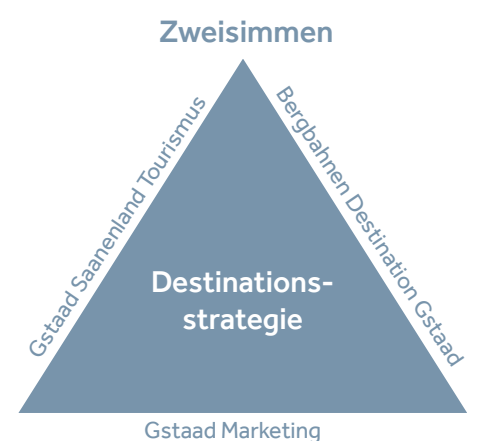 Zweisimmen
Gstaad Saanenland Tourismus
Bergbahnen Destination Gstaad
Destinations-
strategie
Gstaad Marketing